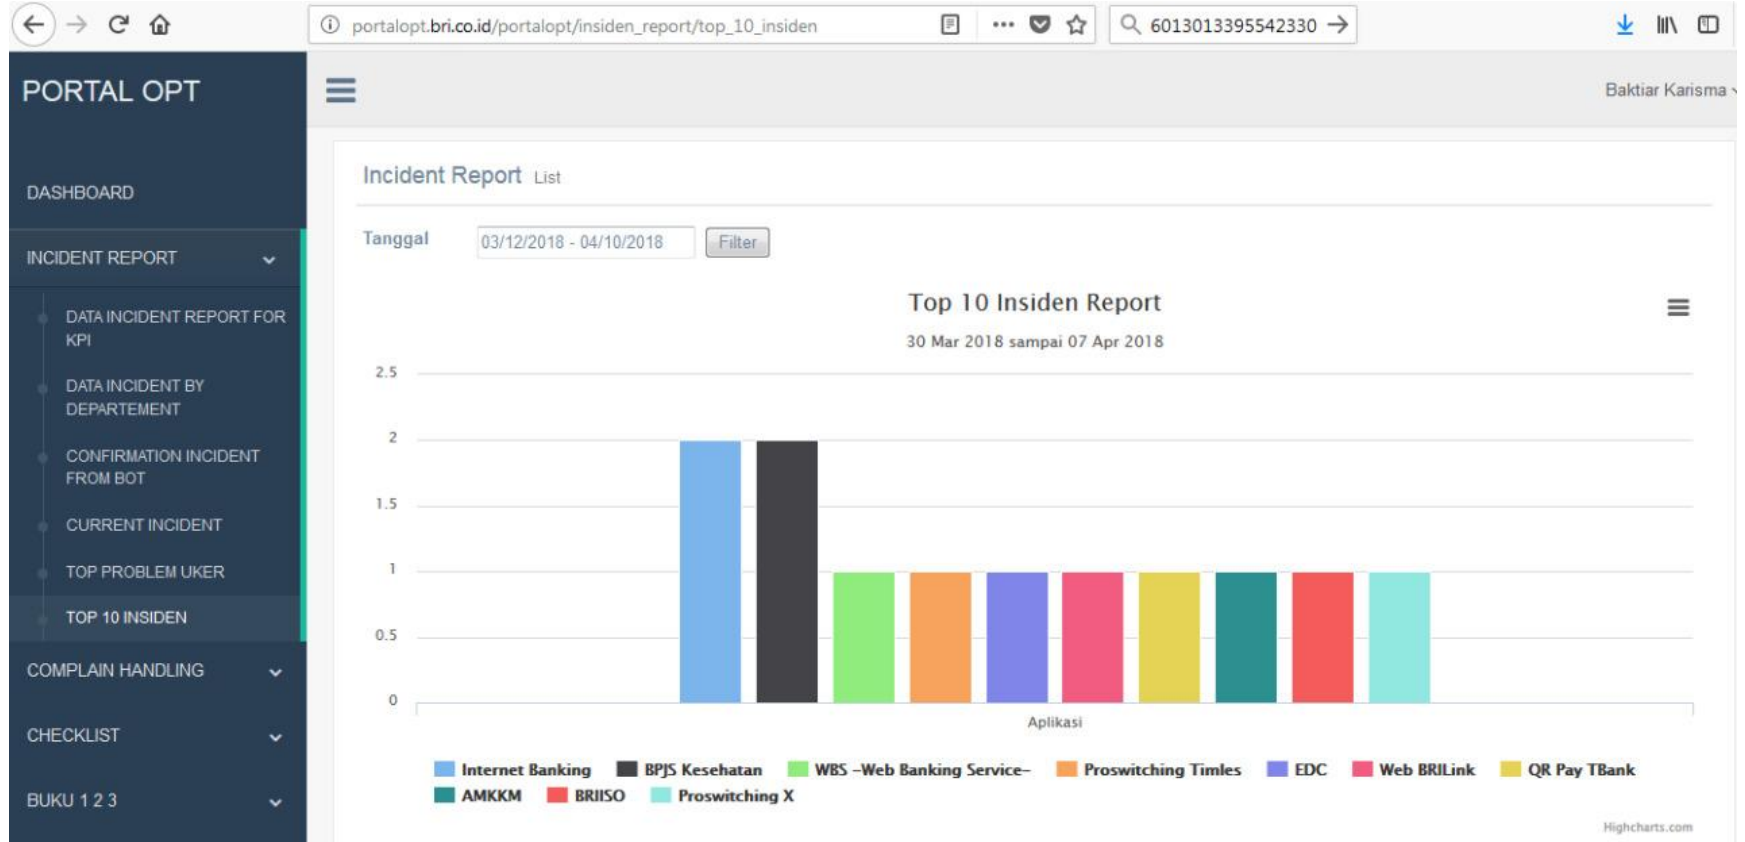 portalopt.bri.co.id/portalopt/insiden_report/top_10_insiden
6013013395542330
PORTAL OPT
Baktiar Karisma
DASHBOARD
INCIDENT REPORT
DATA INCIDENT REPORT FOR
KPI
DATA INCIDENT BY
DEPARTEMENT
CONFIRMATION INCIDENT
FROM BOT
CURRENT INCIDENT
TOP PROBLEM UKER
TOP 10 INSIDEN
COMPLAIN HANDLING
CHECKLIST
BUKU 1 2 3
Incident Report List
Tanggal 03/12/2018 - 04/10/2018 Filter
Top 10 Insiden Report
30 Mar 2018 sampai 07 Apr 2018
2.5
2
1.5
1
0.5
0
Aplikasi
Internet Banking BPJS Kesehatan WBS -Web Banking Service- Proswitching Timles EDC Web BRILink QR Pay TBank
AMKKM BRIISO Proswitching X
Highcharts.com